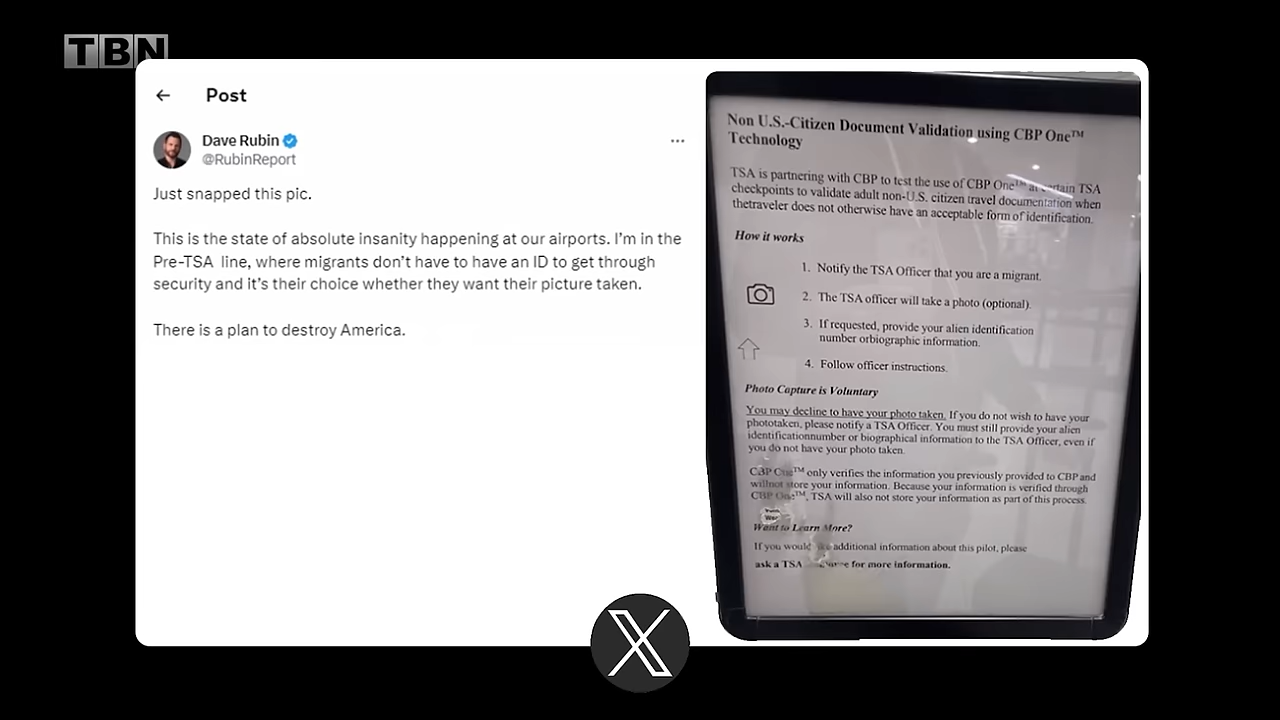 TBN
Post
Dave Rubin
@RubinReport
Just snapped this pic.
This is the state of absolute insanity happening at our airports. I’m in the
Pre-TSA line, where migrants don’t have to have an ID to get through
security and it’s their choice whether they want their picture taken.
There is a plan to destroy America.
Non U.S.-Citizen Document Validation using CBP One™
Technology
TSA is partnering with CBP to test the use of CBP One™ at certain TSA
checkpoints to validate adult non-U.S. citizen travel documentation when
thetraveler does not otherwise have an acceptable form of identification.
How it works
1. Notify the TSA Officer that you are a migrant.
2. The TSA officer will take a photo (optional).
3. If requested, provide your alien identification
number orbiographic information.
4. Follow officer instructions.
Photo Capture is Voluntary
You may decline to have your photo taken. If you do not wish to have your
phototaken, please notify a TSA Officer. You must still provide your alien
identificationnumber or biographical information to the TSA Officer, even if
you do not have your photo taken.
CBP One™ only verifies the information you previously provided to CBP and
willnot store your information. Because your information is verified through
CBP One™, TSA will also not store your information as part of this process.
Want to Learn More?
If you would additional information about this pilot, please
ask a TSA for more information.
X